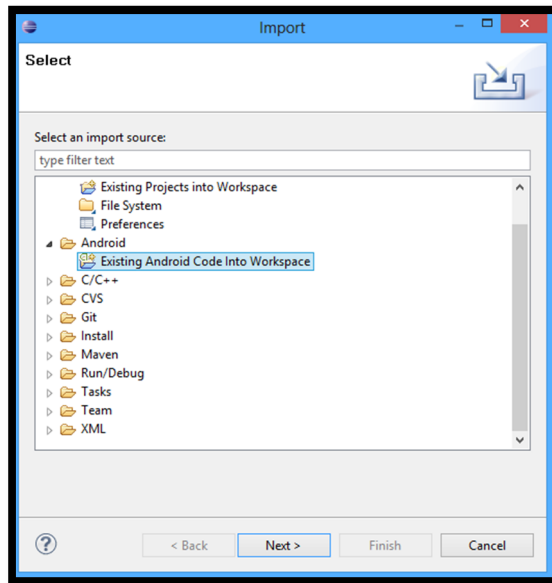 Import
Select
Select an import source:
type filter text
Existing Projects into Workspace
File System
Preferences
Android
Existing Android Code Into Workspace
C/C++
CVS
Git
Install
Maven
Run/Debug
Tasks
Team
XML
? < Back Next > Finish Cancel